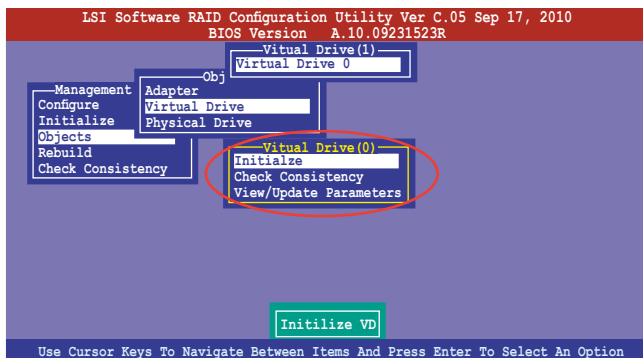 LSI Software RAID Configuration Utility Ver C.05 Sep 17, 2010
BIOS Version A.10.09231523R
Vitual Drive(1)
Virtual Drive 0
Obj
Adapter
Virtual Drive
Physical Drive
Management
Configure
Initialize
Objects
Rebuild
Check Consistency
Vitual Drive(0)
Initialze
Check Consistency
View/Update Parameters
Initilize VD
Use Cursor Keys To Navigate Between Items And Press Enter To Select An Option